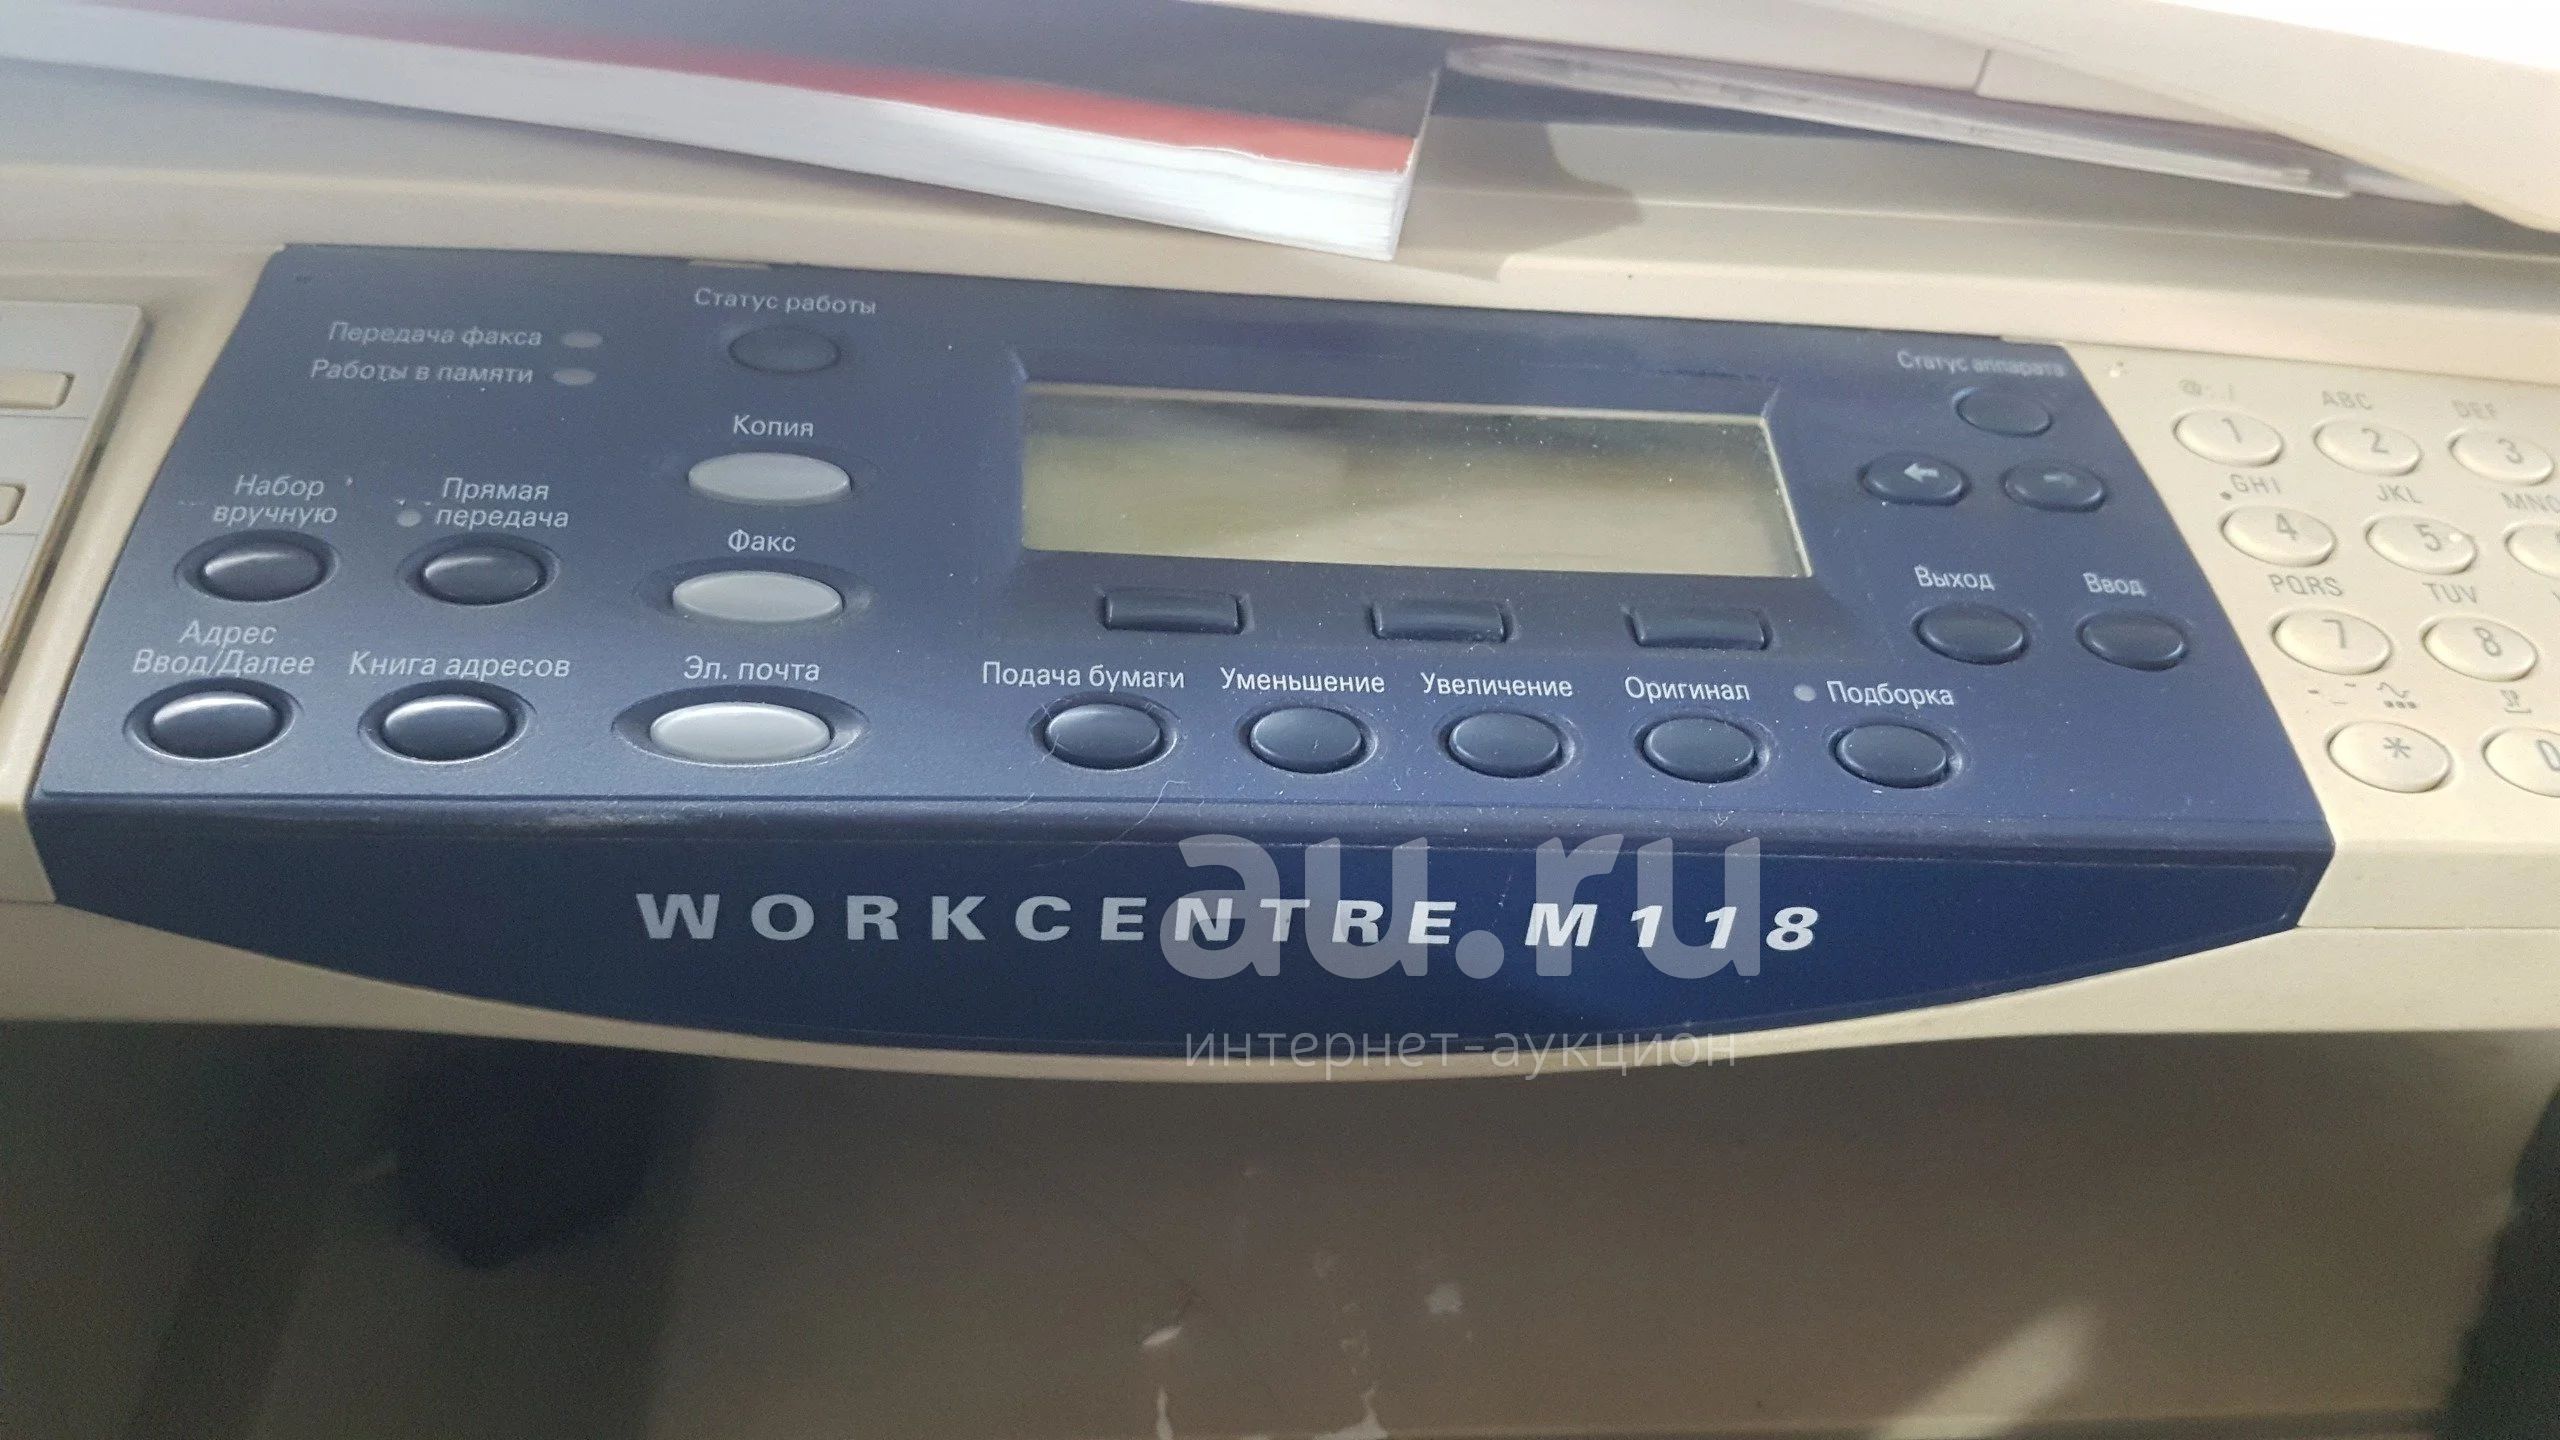 Статус работы
Передача факса
Работы в памяти
Копия
Набор
вручную
Прямая
передача
Факс
Адрес
Ввод/Далее
Книга адресов
Эл. почта
Подача бумаги
Уменьшение
Увеличение
Оригинал
Подборка
Статус аппарата
Выход
Ввод
ABC
DEF
1
2
3
GHI
JKL
4
5
PQRS
TUV
7
8
*
WORKCENTRE M118
au.ru
интернет-аукцион